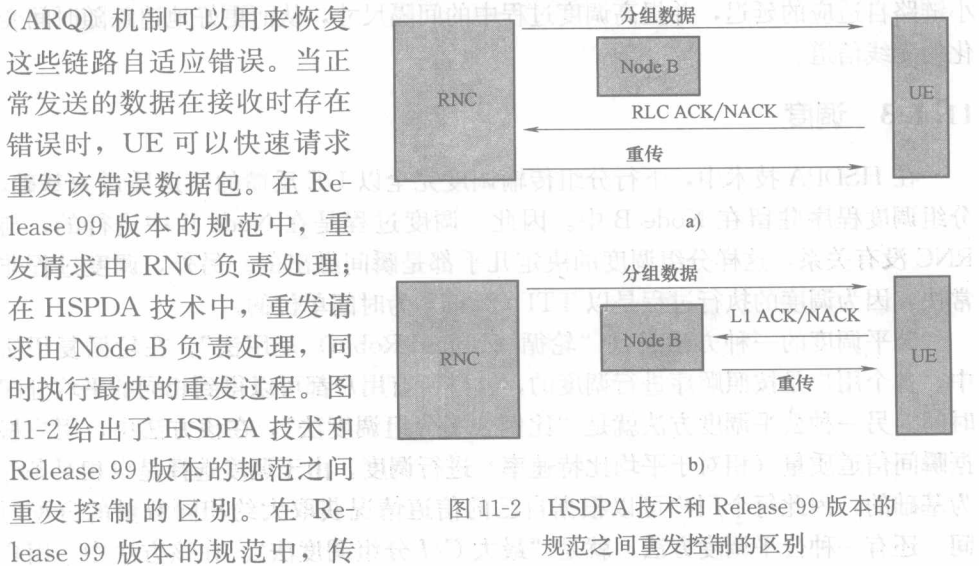 (ARQ) 机制可以用来恢复
这些链路自适应错误。当正
常发送的数据在接收时存在
错误时，UE 可以快速请求
重发该错误数据包。在 Re-
lease 99 版本的规范中，重
发请求由 RNC 负责处理；
在 HSPDA 技术中，重发请
求由 Node B 负责处理，同
时执行最快的重发过程。图
11-2 给出了 HSDPA 技术和
Release 99 版本的规范之间
重发控制的区别。在 Re-
lease 99 版本的规范中，传
分组数据
Node B
RNC
UE
RLC ACK/NACK
重传
a)
分组数据
L1 ACK/NACK
Node B
RNC
UE
重传
b)
图 11-2 HSDPA 技术和 Release 99 版本的
规范之间重发控制的区别